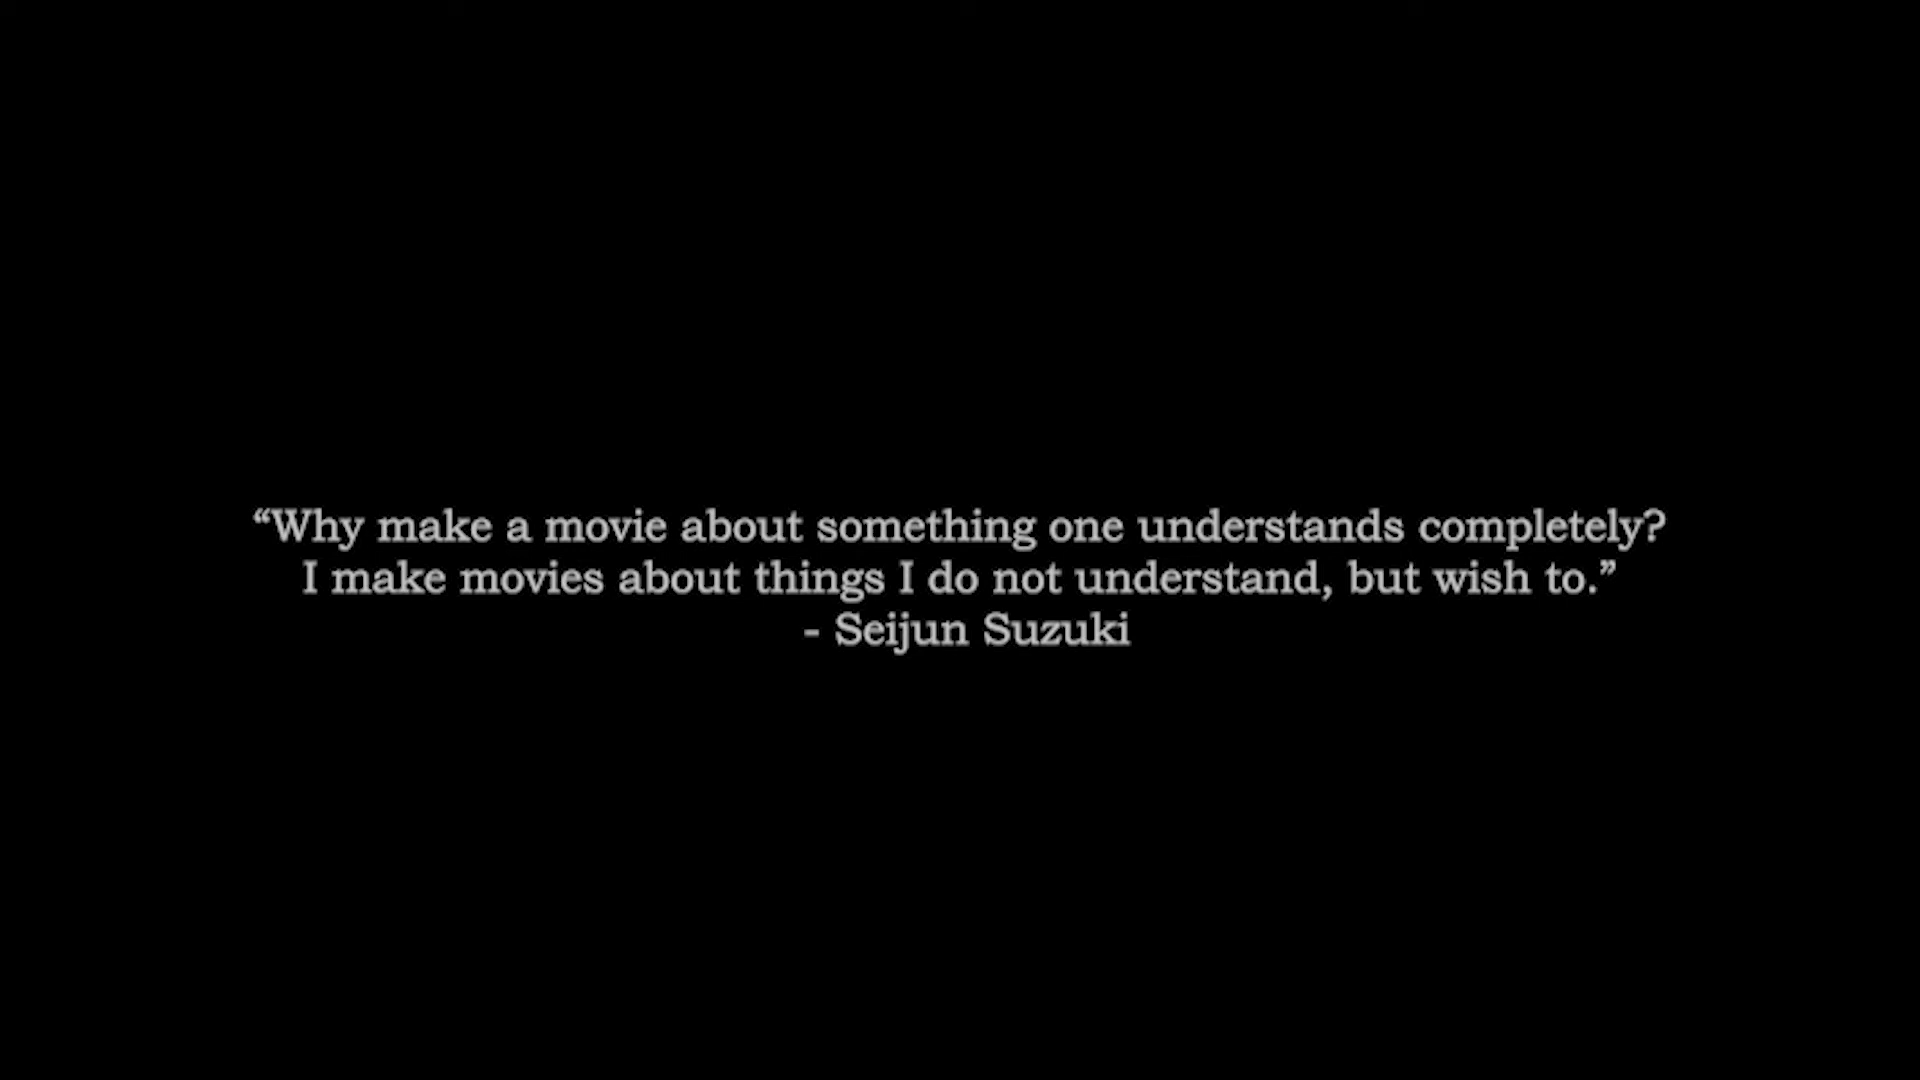 “Why make a movie about something one understands completely?
I make movies about things I do not understand, but wish to.”
- Seijun Suzuki